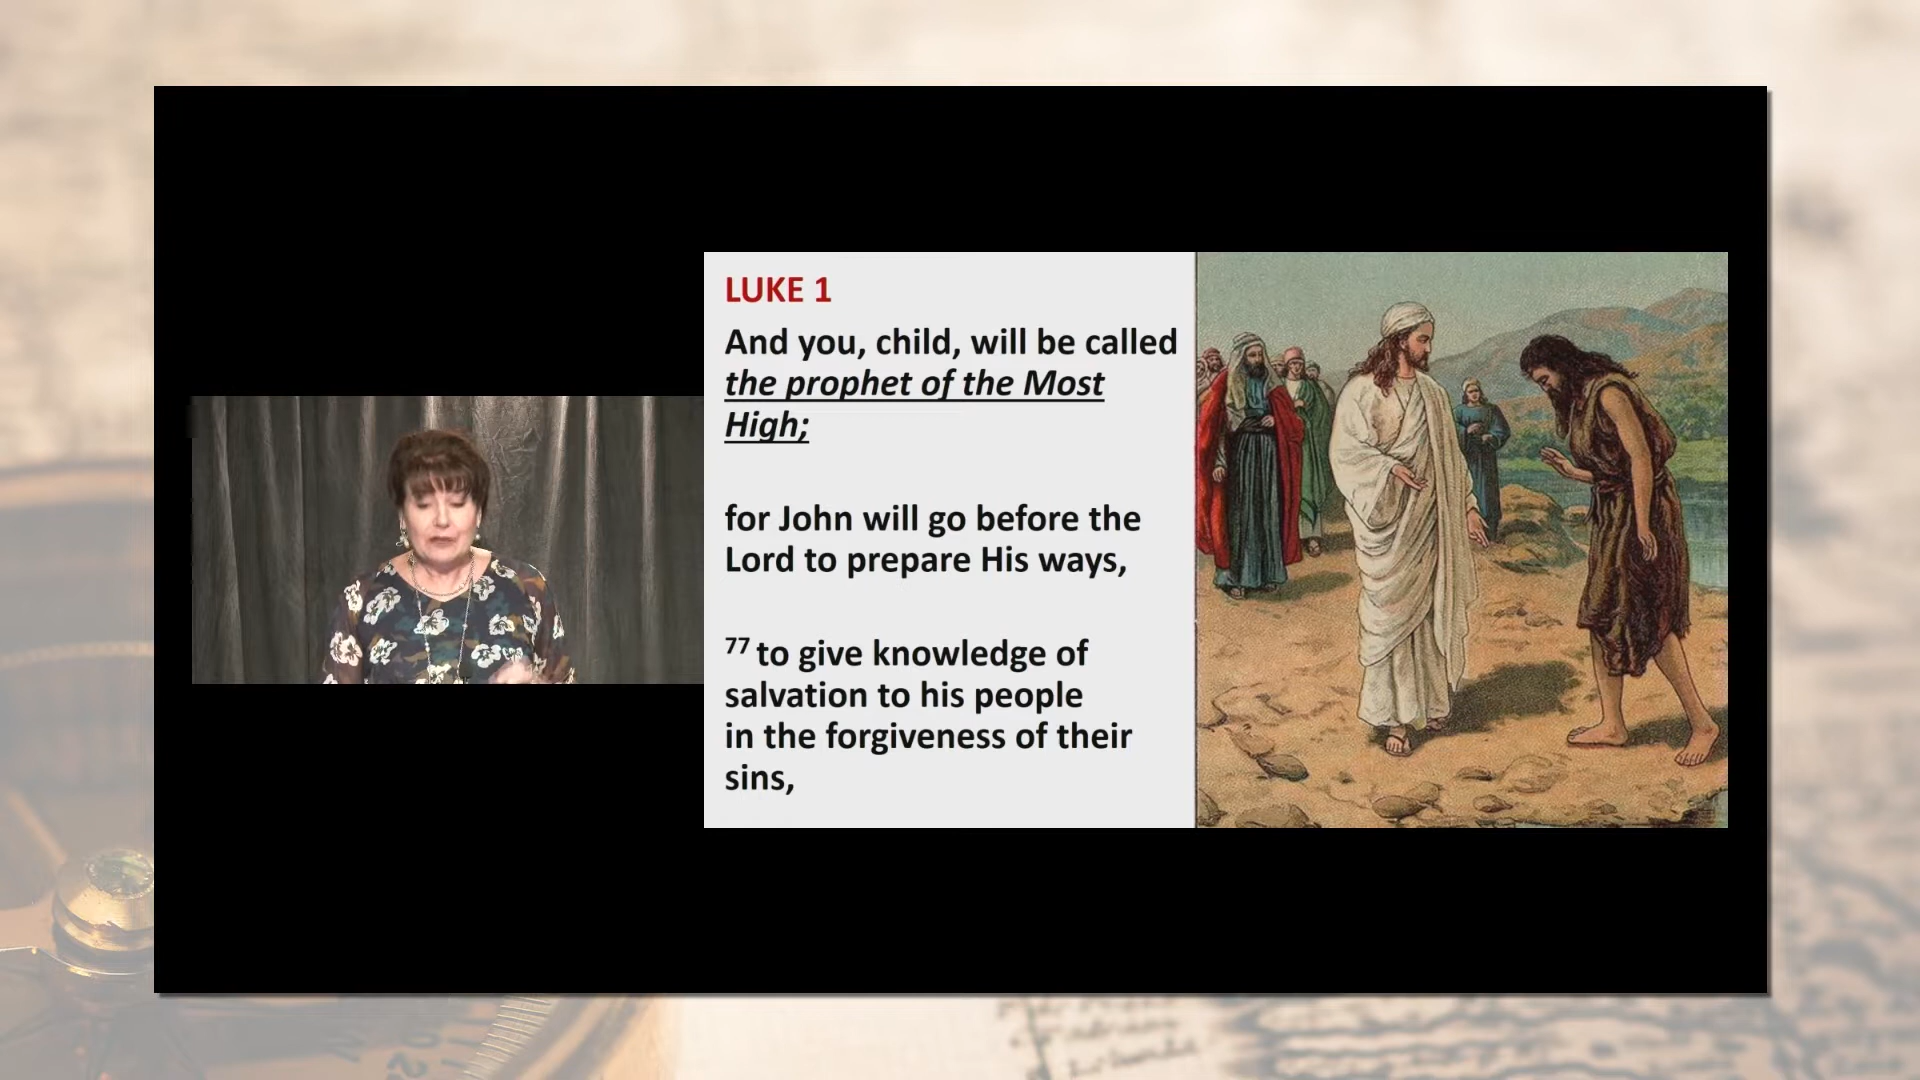 LUKE 1
And you, child, will be called
the prophet of the Most
High;
for John will go before the
Lord to prepare His ways,
77 to give knowledge of
salvation to his people
in the forgiveness of their
sins,